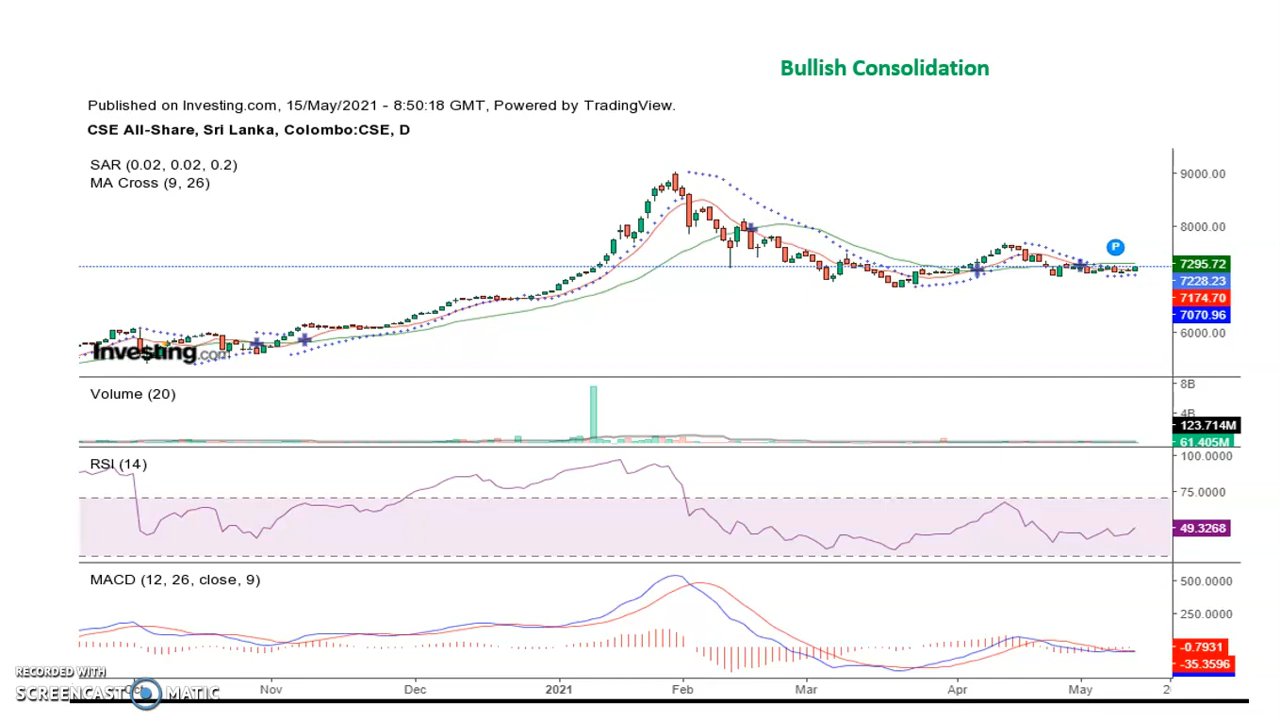 Bullish Consolidation
Published on Investing.com, 15/May/2021 - 8:50:18 GMT, Powered by TradingView.
CSE All-Share, Sri Lanka, Colombo:CSE, D
SAR (0.02, 0.02, 0.2)
MA Cross (9, 26)
9000.00
8000.00
P
7295.72
7228.23
7174.70
7070.96
6000.00
Investing.com
Volume (20)
8B
4B
123.714M
61.405M
RSI (14)
100.0000
75.0000
49.3268
MACD (12, 26, close, 9)
500.0000
250.0000
-0.7931
-35.3596
RECORDED WITH
SCREENCAST MATIC
Nov Dec 2021 Feb Mar Apr May 2